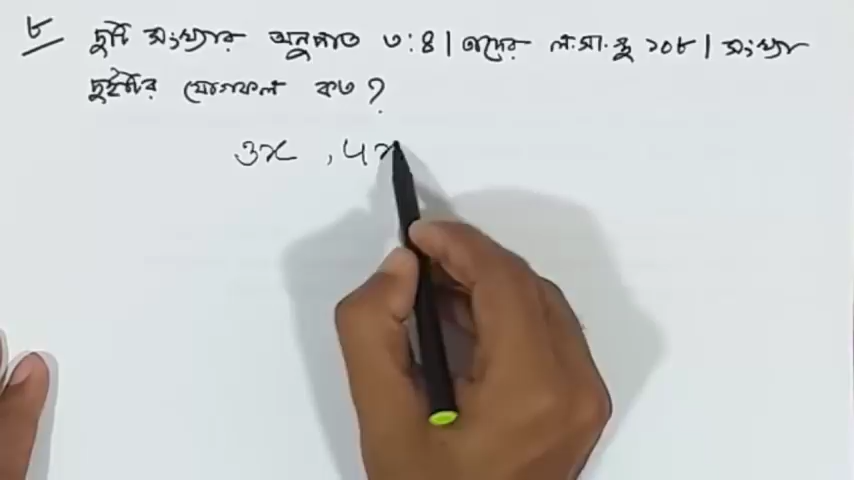 ৮
দুটি সংখ্যার অনুপাত ৩:৪। তাদের ল.সা.গু ১০৮। সংখ্যা
দুইটির যোগফল কত?
3x , 4x